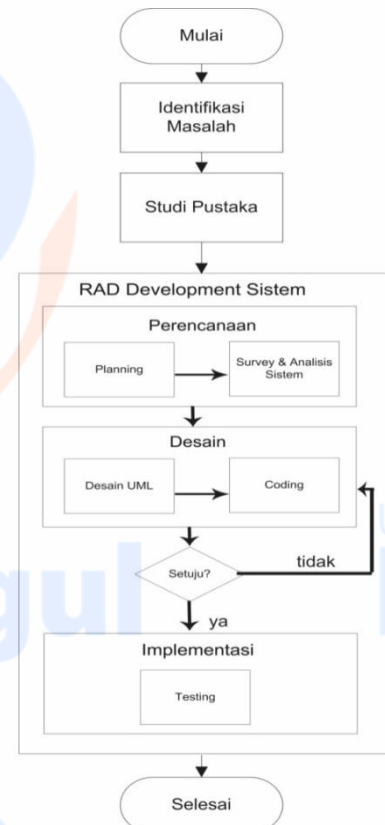 Mulai
Identifikasi
Masalah
Studi Pustaka
RAD Development Sistem
Perencanaan
Planning
Survey & Analisis
Sistem
Desain
Desain UML
Coding
Setuju?
tidak
ya
Implementasi
Testing
Selesai
gul